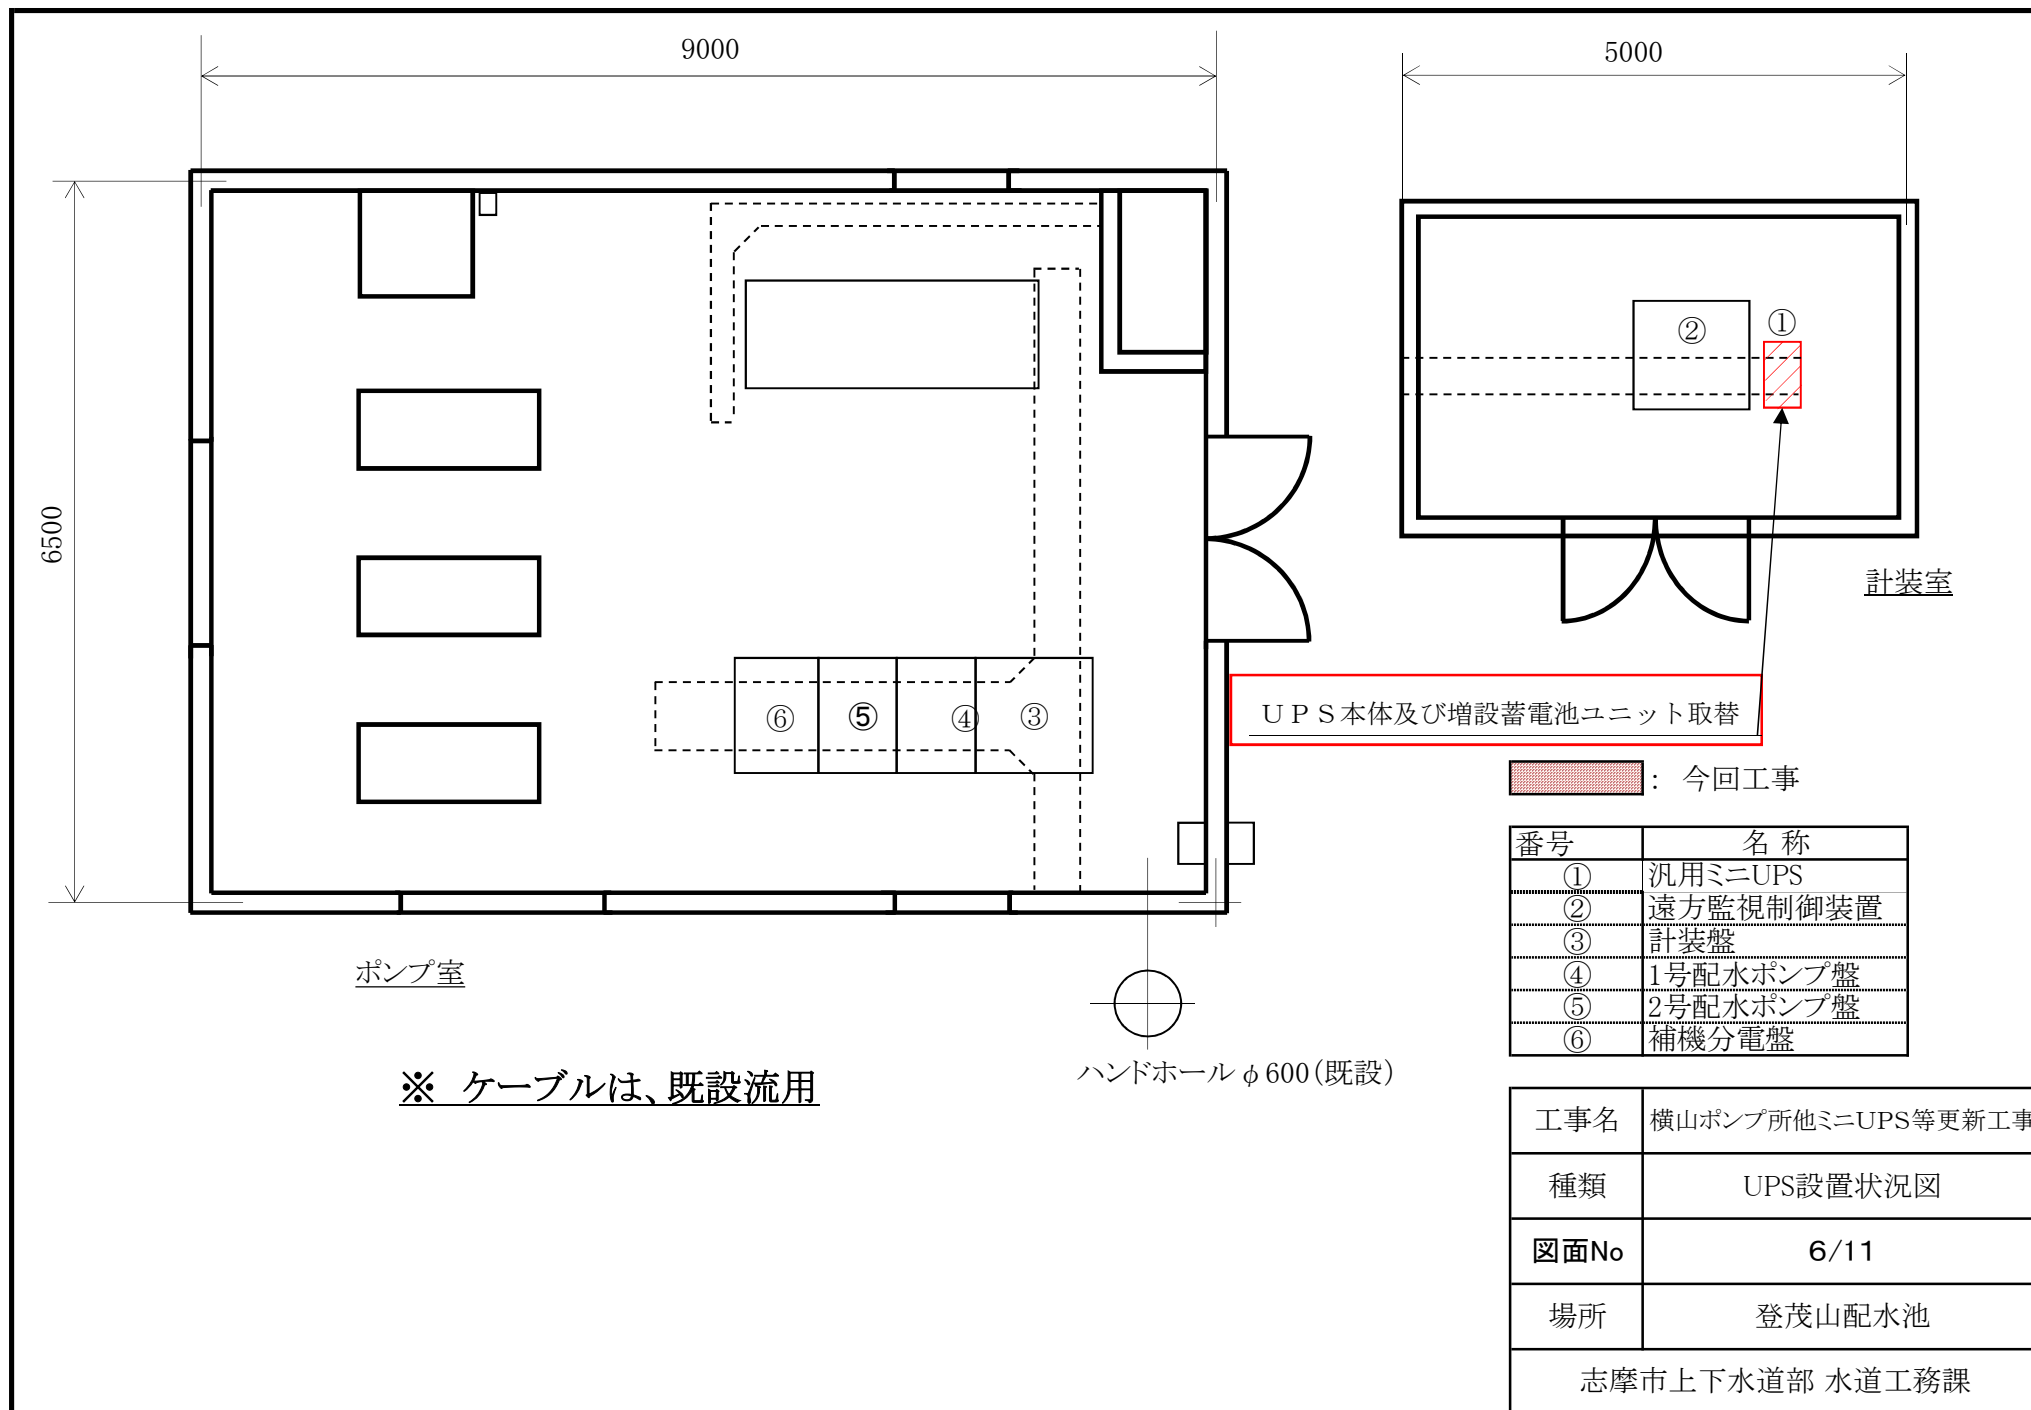 9000
5000
6500
②
①
計装室
⑥
⑤
④
③
UPS本体及び増設蓄電池ユニット取替
： 今回工事
番号 名 称
① 汎用ミニUPS
② 遠方監視制御装置
③ 計装盤
④ 1号配水ポンプ盤
⑤ 2号配水ポンプ盤
⑥ 補機分電盤
ポンプ室
ハンドホールφ600(既設)
※ ケーブルは、既設流用
工事名 横山ポンプ所他ミニUPS等更新工事
種類 UPS設置状況図
図面No 6/11
場所 登茂山配水池
志摩市上下水道部 水道工務課